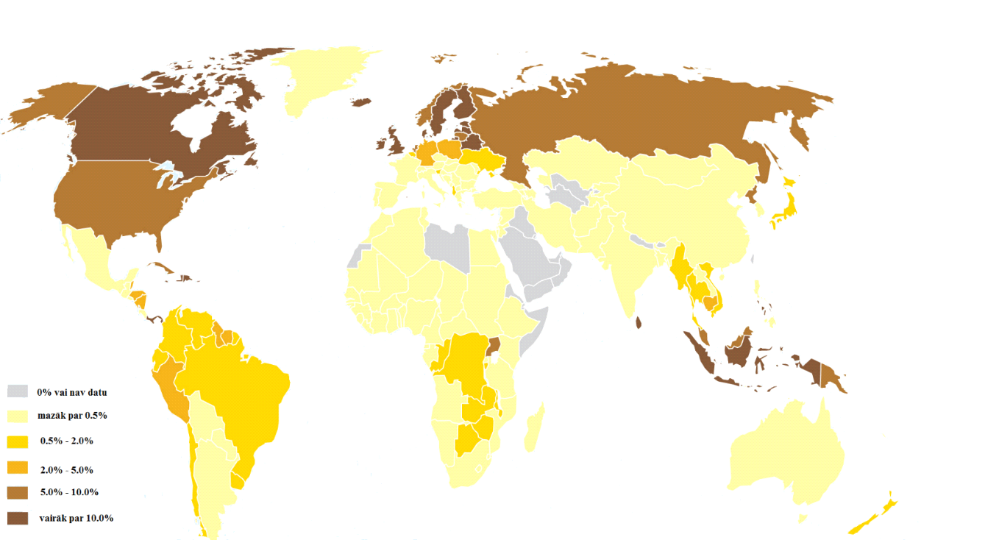 0% vai nav datu
mazāk par 0.5%
0.5% - 2.0%
2.0% - 5.0%
5.0% - 10.0%
vairāk par 10.0%